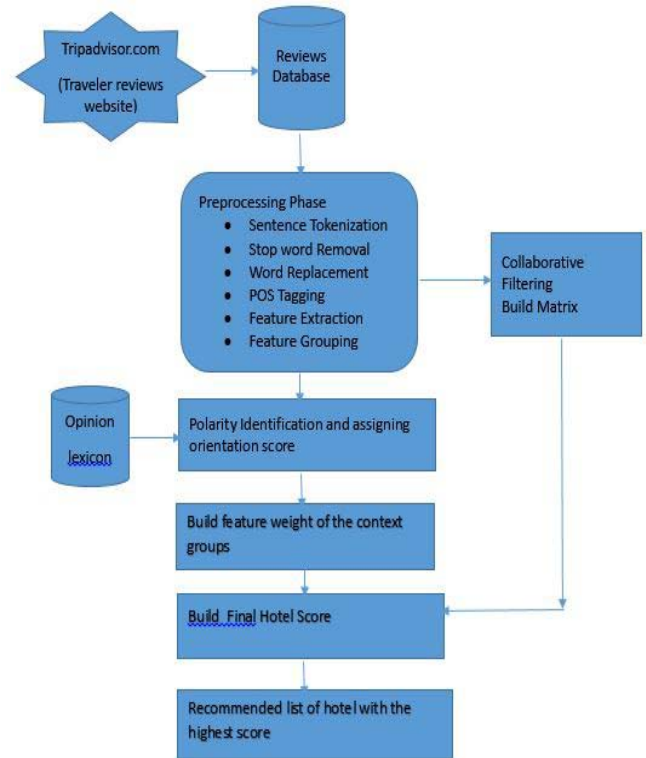 Tripadvisor.com
(Traveler reviews
website)
Reviews
Database
Preprocessing Phase
• Sentence Tokenization
• Stop word Removal
• Word Replacement
• POS Tagging
• Feature Extraction
• Feature Grouping
Collaborative
Filtering
Build Matrix
Opinion
lexicon
Polarity Identification and assigning
orientation score
Build feature weight of the context
groups
Build Final Hotel Score
Recommended list of hotel with the
highest score